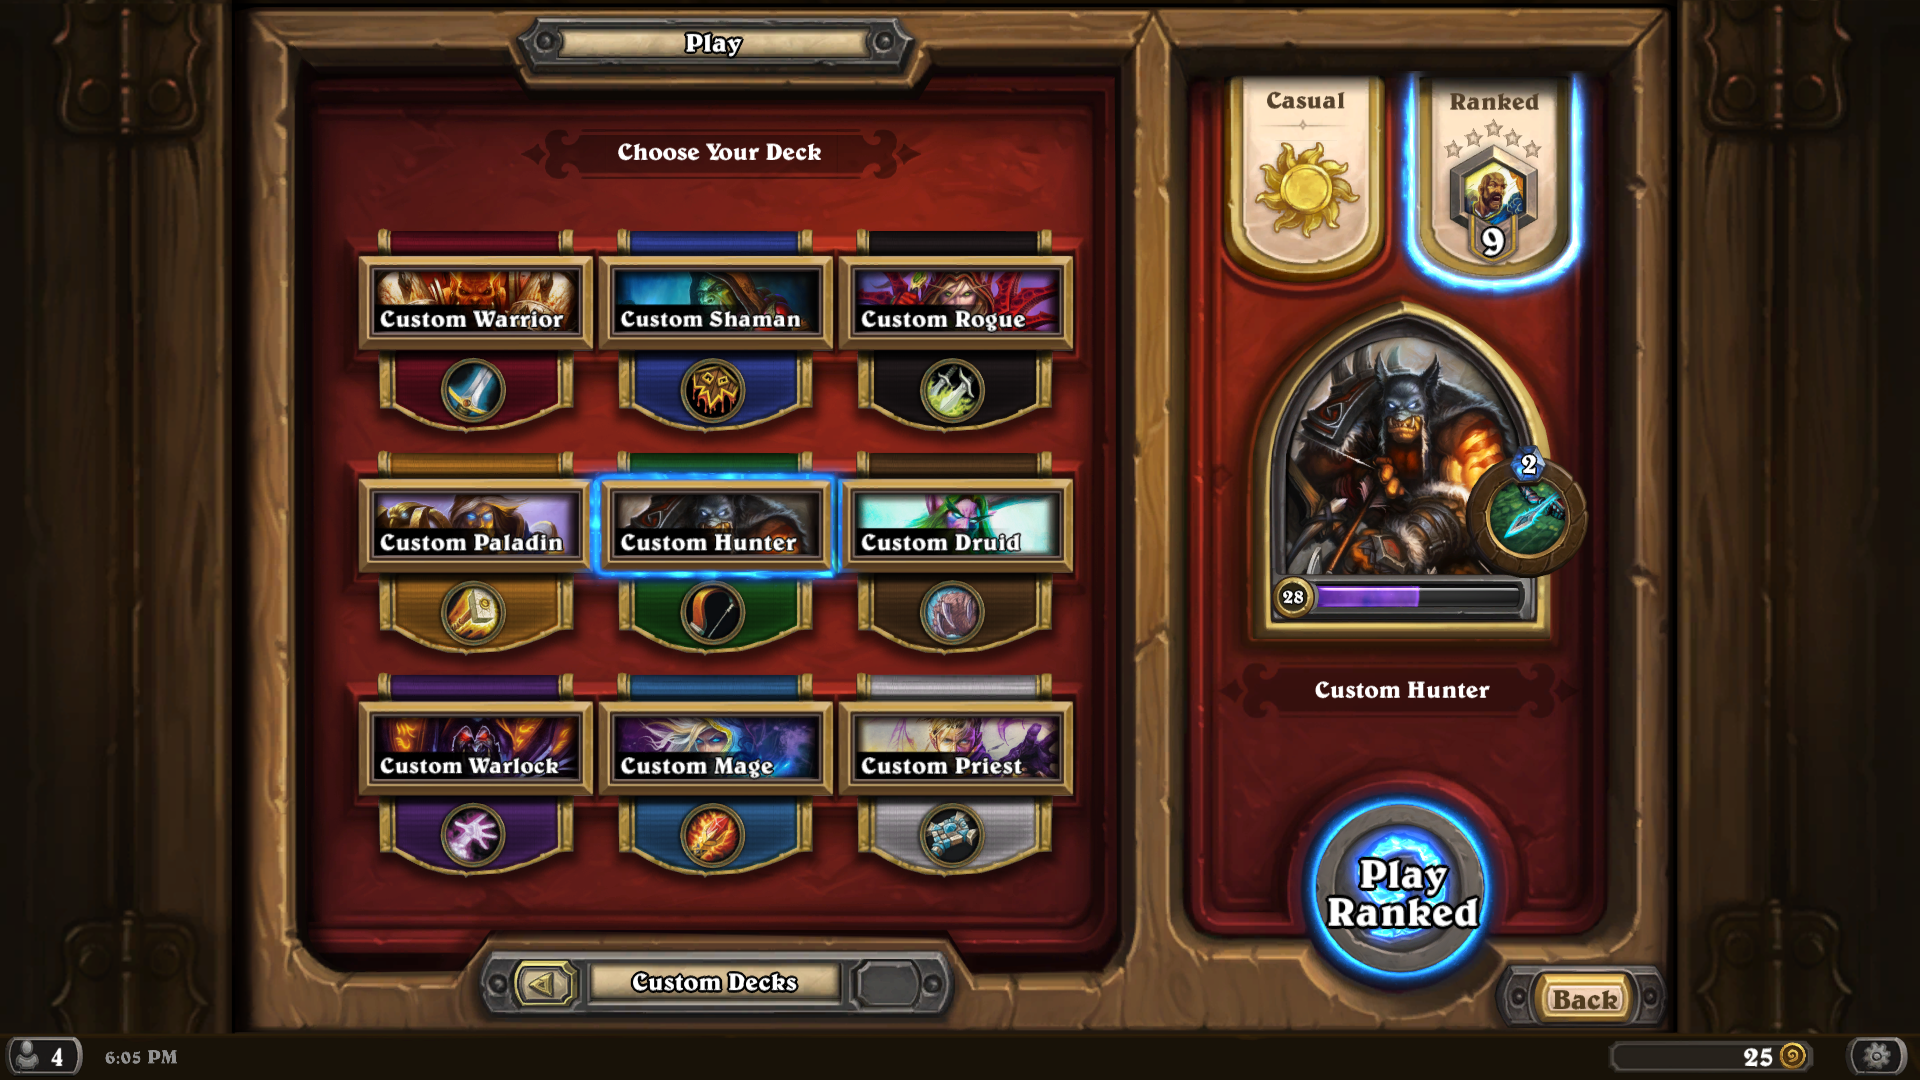 Play
Choose Your Deck
Casual
Ranked
9
Custom Warrior
Custom Shaman
Custom Rogue
Custom Paladin
Custom Hunter
Custom Druid
2
28
Custom Warlock
Custom Mage
Custom Priest
Custom Hunter
Play
Ranked
Custom Decks
Back
4
6:05 PM
25